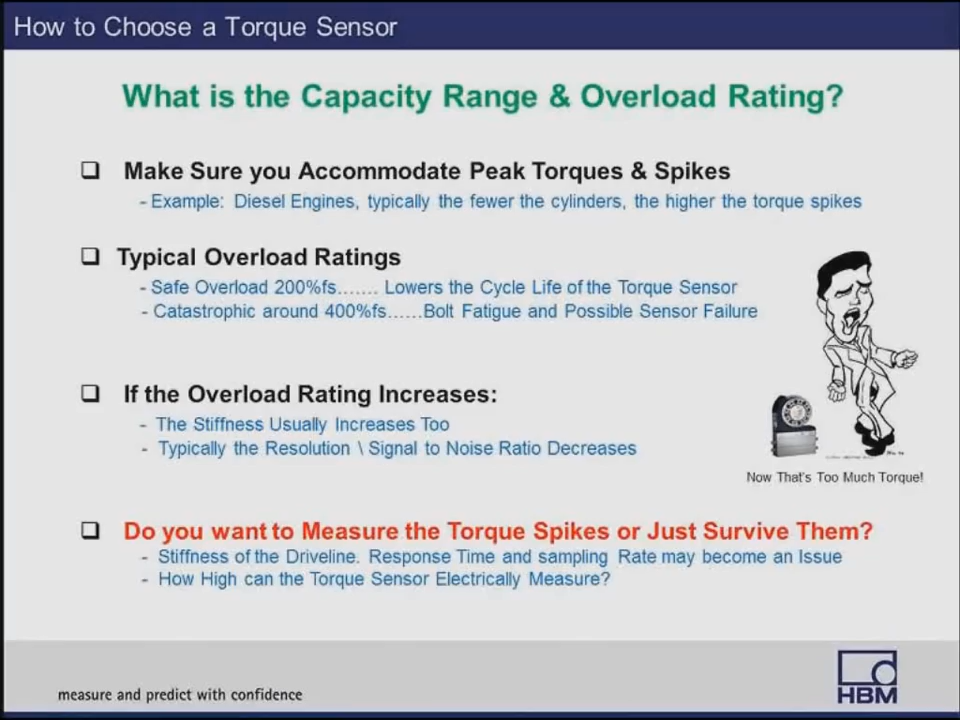 How to Choose a Torque Sensor
What is the Capacity Range & Overload Rating?
Make Sure you Accommodate Peak Torques & Spikes
- Example: Diesel Engines, typically the fewer the cylinders, the higher the torque spikes
Typical Overload Ratings
- Safe Overload 200%fs....... Lowers the Cycle Life of the Torque Sensor
- Catastrophic around 400%fs......Bolt Fatigue and Possible Sensor Failure
If the Overload Rating Increases:
- The Stiffness Usually Increases Too
- Typically the Resolution \ Signal to Noise Ratio Decreases
Now That's Too Much Torque!
Do you want to Measure the Torque Spikes or Just Survive Them?
- Stiffness of the Driveline. Response Time and sampling Rate may become an Issue
- How High can the Torque Sensor Electrically Measure?
measure and predict with confidence
HBM